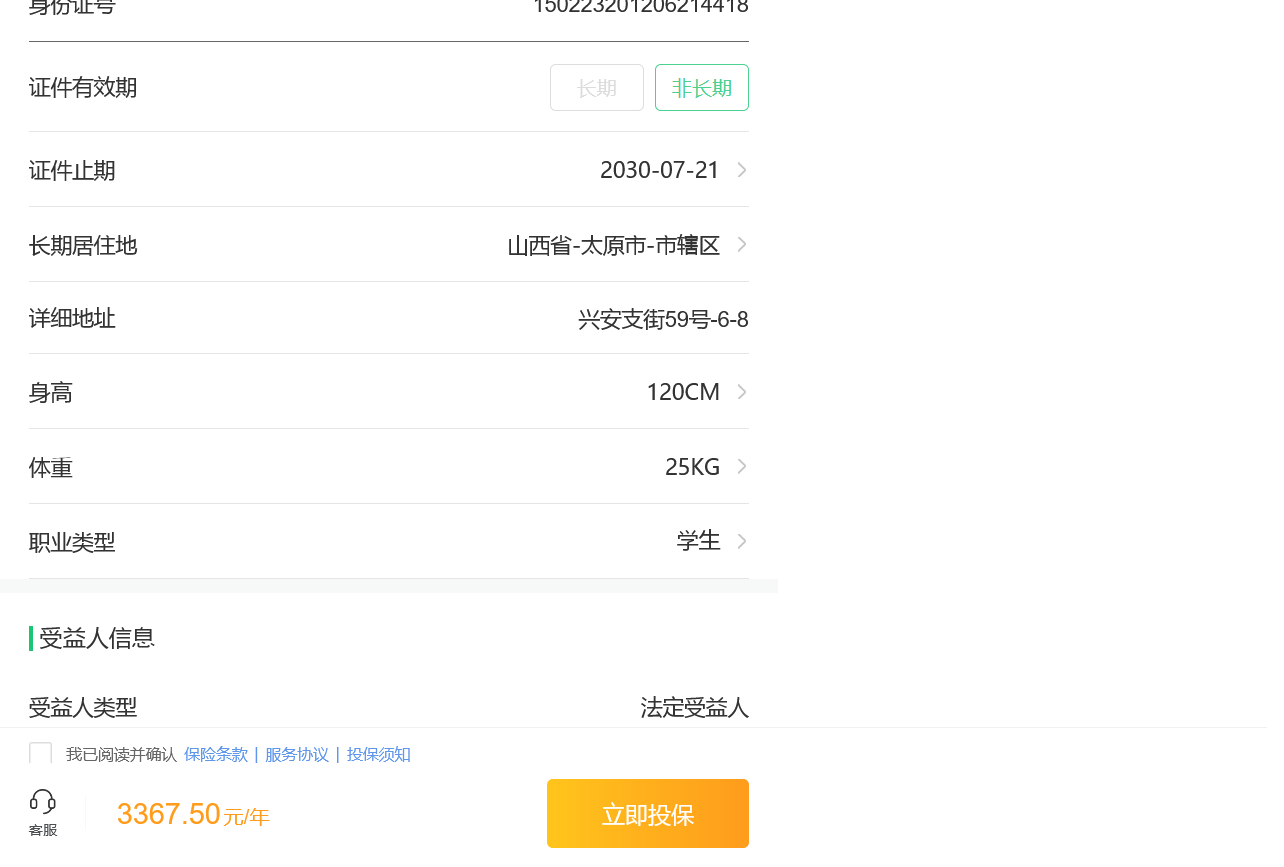 身份证号 150223201206214418
证件有效期 长期 非长期
证件止期 2030-07-21
长期居住地 山西省-太原市-市辖区
详细地址 兴安支街59号-6-8
身高 120CM
体重 25KG
职业类型 学生
受益人信息
受益人类型 法定受益人
我已阅读并确认 保险条款 | 服务协议 | 投保须知
客服 3367.50元/年 立即投保